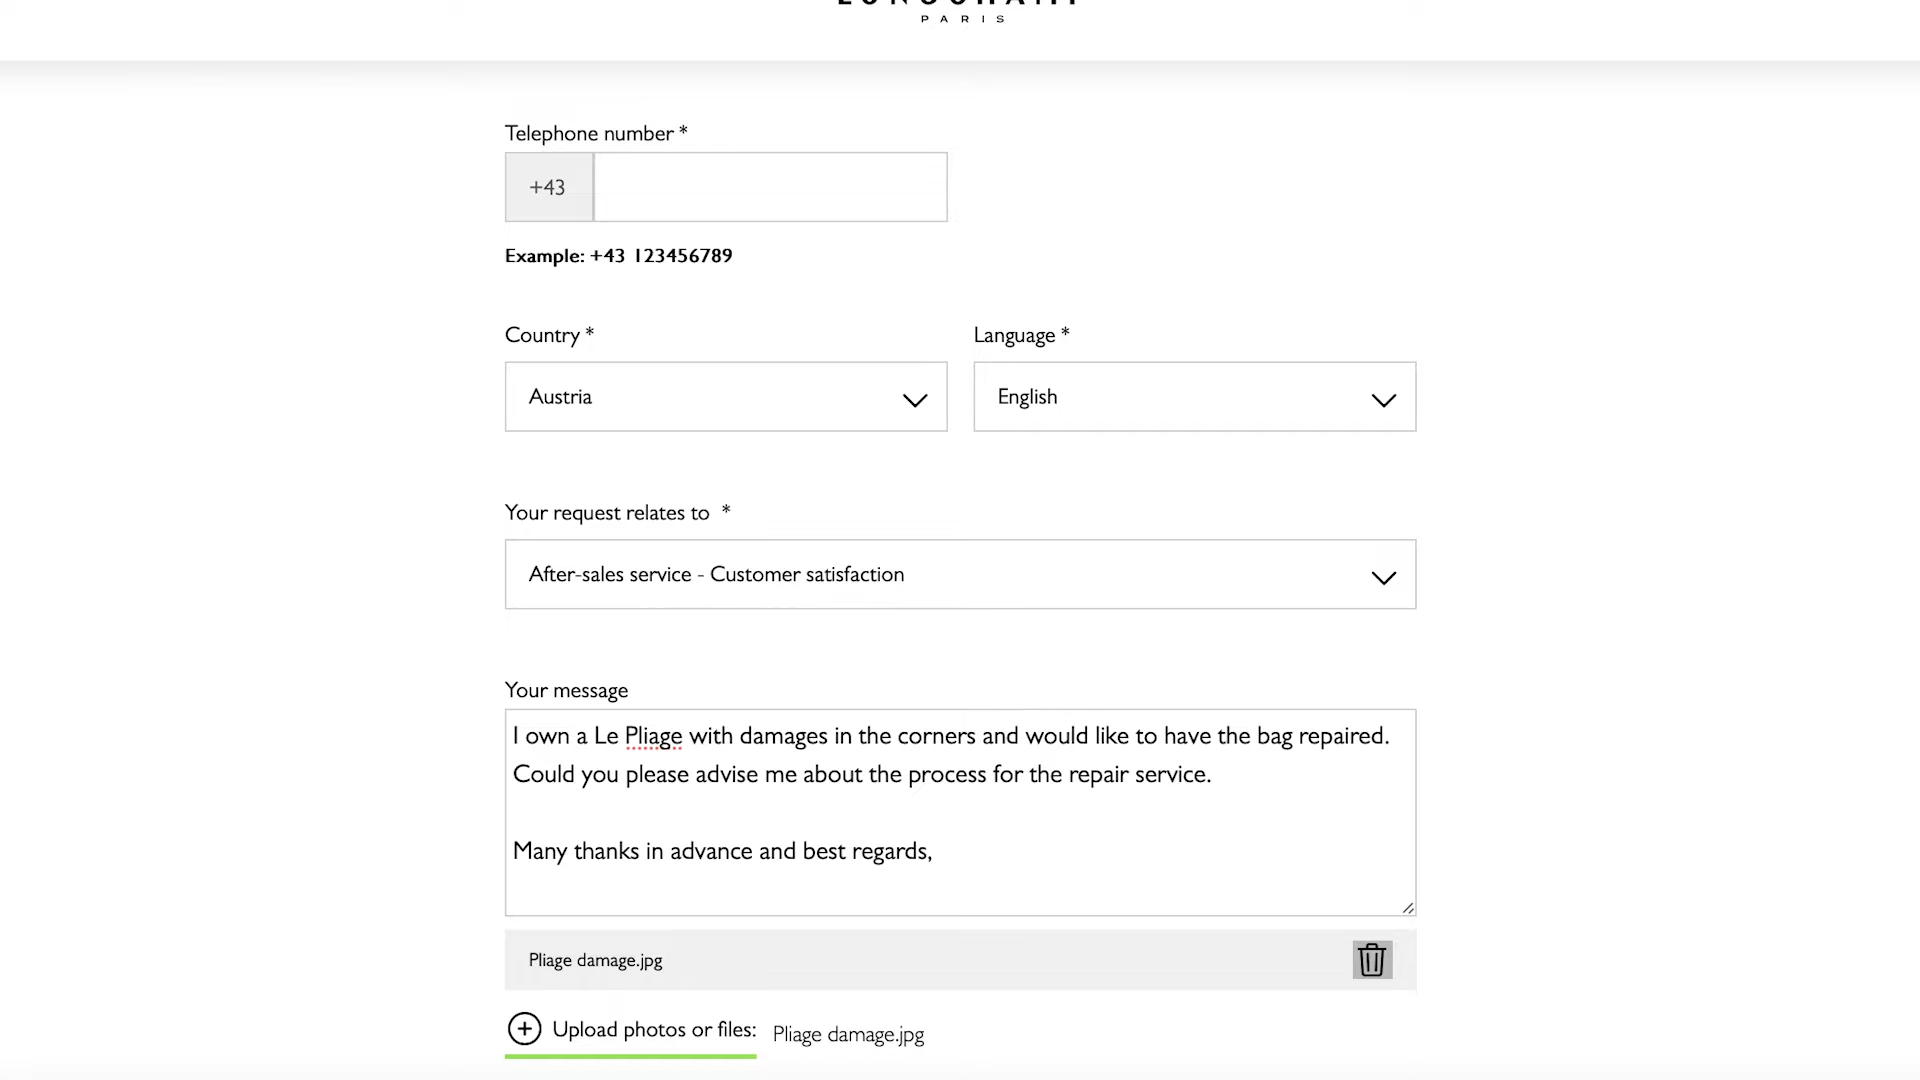 PARIS
Telephone number *
+43
Example: +43 123456789
Country *
Language *
Austria
English
Your request relates to *
After-sales service - Customer satisfaction
Your message
I own a Le Pliage with damages in the corners and would like to have the bag repaired.
Could you please advise me about the process for the repair service.
Many thanks in advance and best regards,
Pliage damage.jpg
Upload photos or files: Pliage damage.jpg